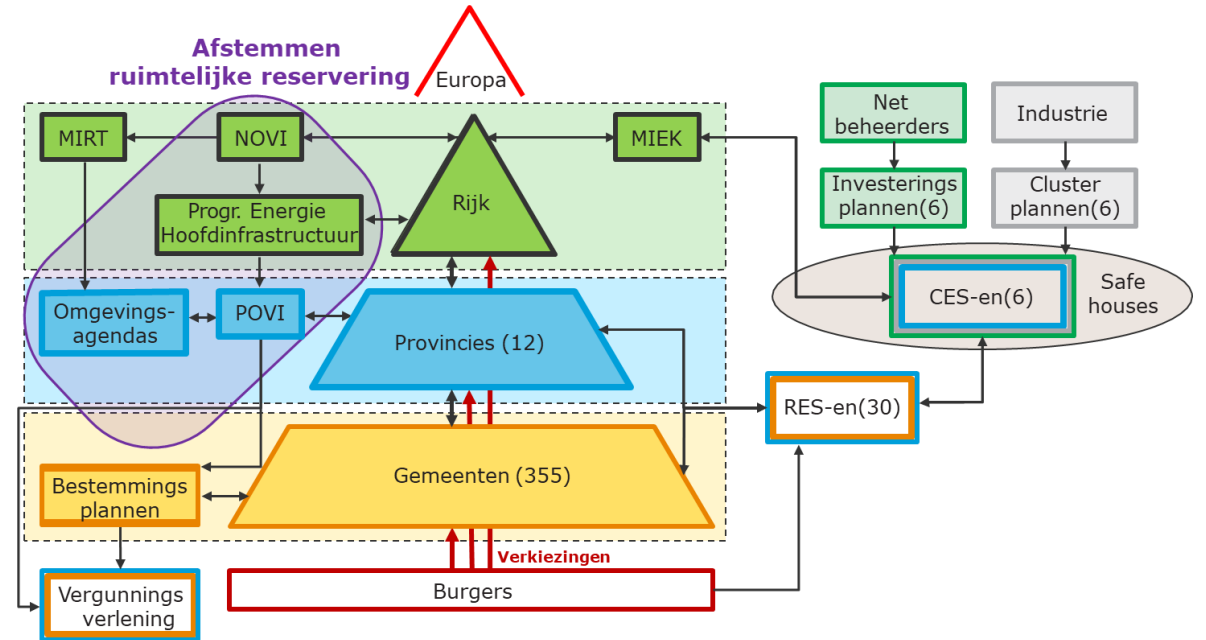 Afstemmen
ruimtelijke reservering
Europa
MIRT
NOVI
MIEK
Net
beheerders
Industrie
Progr. Energie
Hoofdinfrastructuur
Rijk
Investerings
plannen(6)
Cluster
plannen(6)
Omgevings-
agendas
POVI
Provincies (12)
CES-en(6)
Safe
houses
RES-en(30)
Bestemmings
plannen
Gemeenten (355)
Verkiezingen
Vergunnings
verlening
Burgers